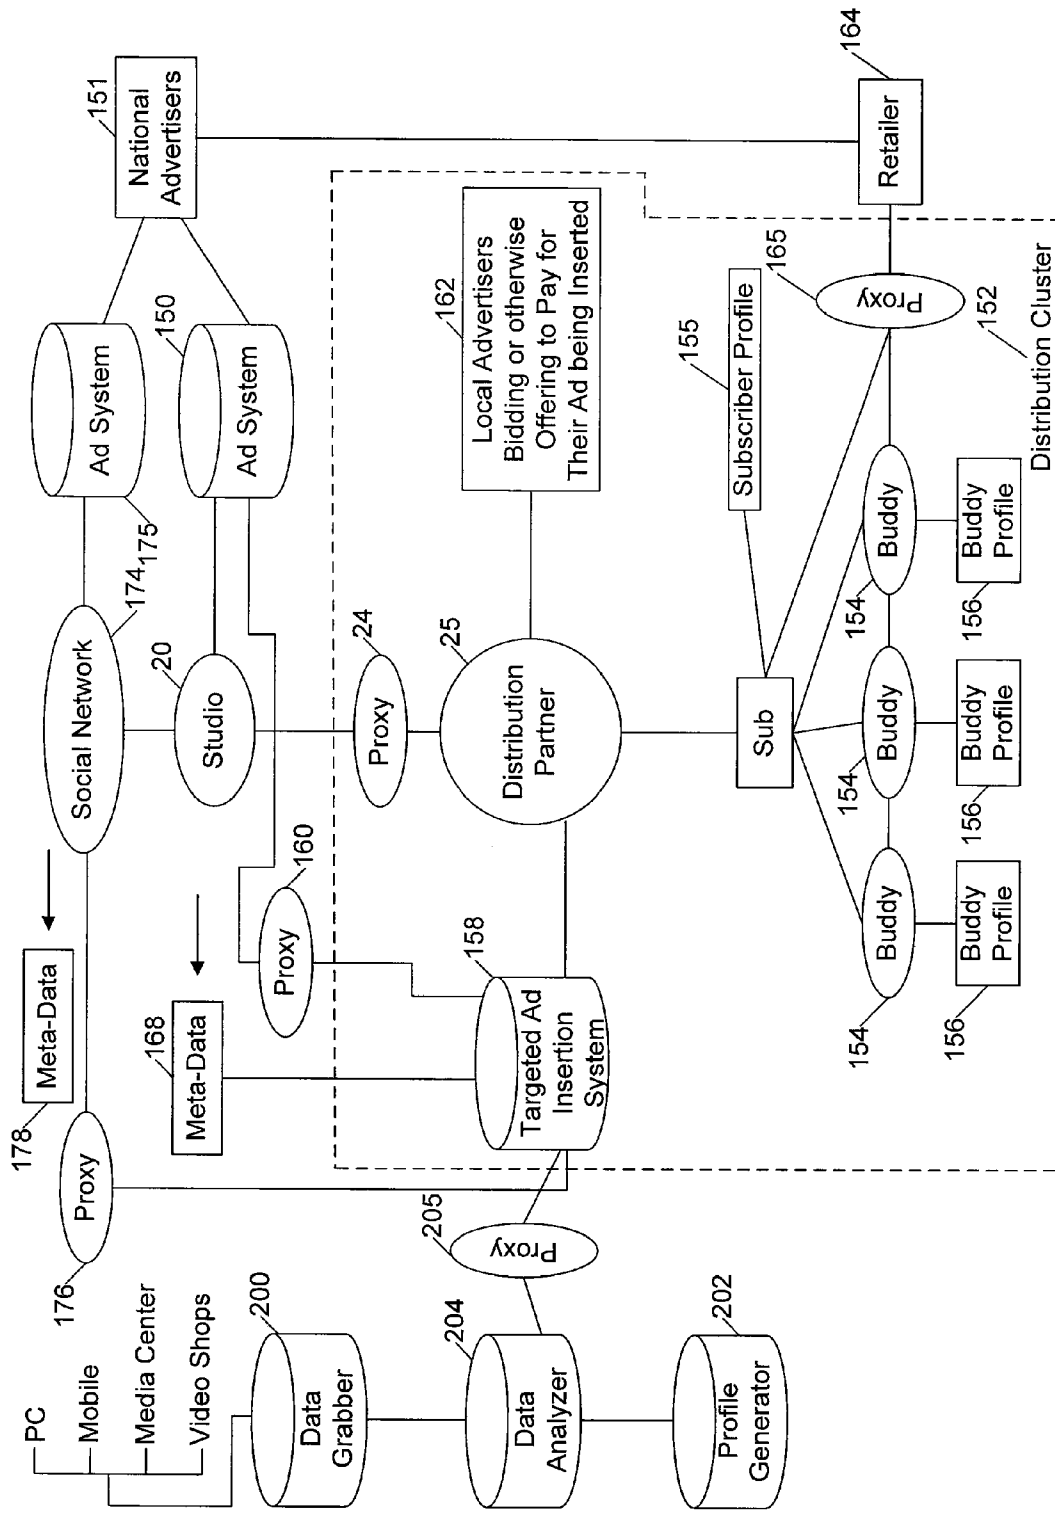 PC
Mobile
Media Center
Video Shops
200
Data
Grabber
204
Data
Analyzer
202
Profile
Generator
176
Proxy
178
Meta-Data
168
Meta-Data
205
Proxy
Social Network
174
175
Ad System
20
Studio
150
Ad System
151
National
Advertisers
160
Proxy
24
Proxy
158
Targeted Ad
Insertion
System
25
Distribution
Partner
162
Local Advertisers
Bidding or otherwise
Offering to Pay for
Their Ad being Inserted
Sub
155
Subscriber Profile
165
Proxy
164
Retailer
154
Buddy
154
Buddy
154
Buddy
156
Buddy
Profile
156
Buddy
Profile
156
Buddy
Profile
152
Distribution Cluster